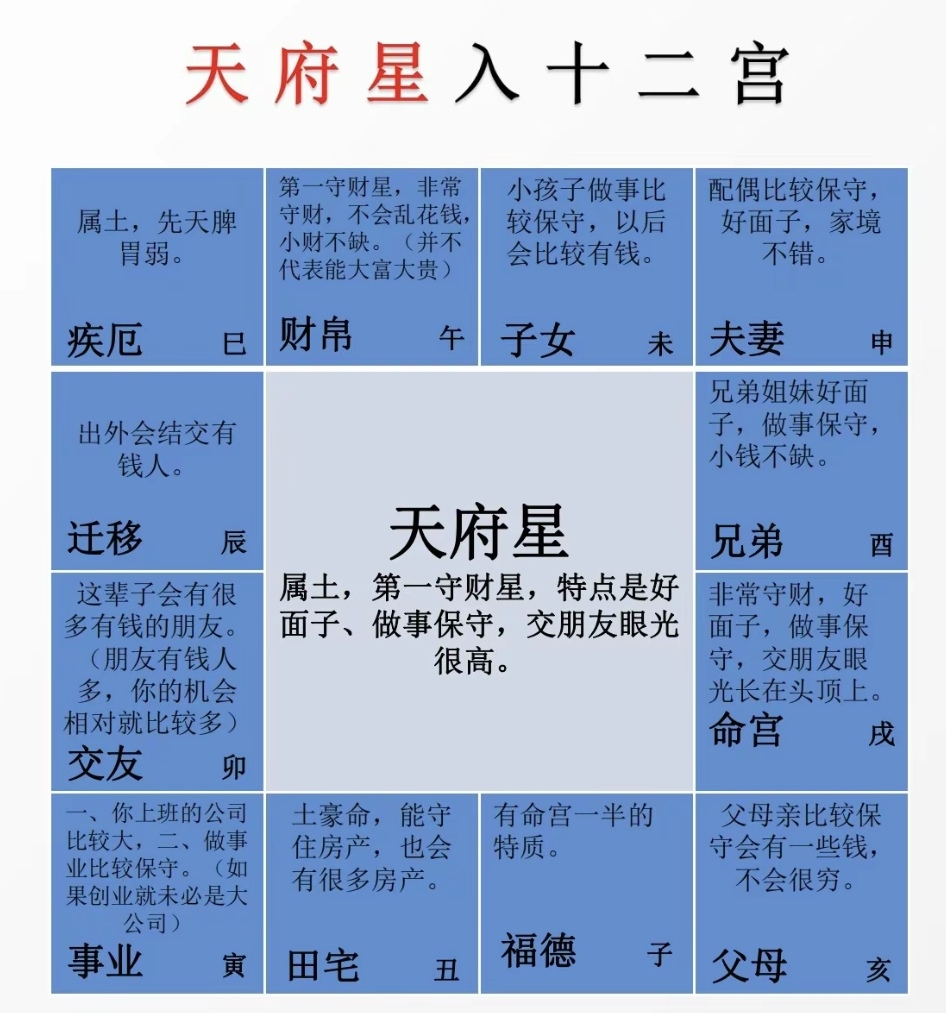 天府星入十二宫
属土，先天脾
胃弱。
疾厄 巳
第一守财星，非常
守财，不会乱花钱，
小财不缺。（并不
代表能大富大贵）
财帛 午
小孩子做事比
较保守，以后
会比较有钱。
子女 未
配偶比较保守，
好面子，家境
不错。
夫妻 申
出外会结交有
钱人。
迁移 辰
天府星
属土，第一守财星，特点是好
面子、做事保守，交朋友眼光
很高。
兄弟姐妹好面
子，做事保守，
小钱不缺。
兄弟 酉
这辈子会有很
多有钱的朋友。
（朋友有钱人
多，你的机会
相对就比较多）
交友 卯
非常守财，好
面子，做事保
守，交朋友眼
光长在头顶上。
命宫 戌
一、你上班的公司
比较大，二、做事
业比较保守。（如
果创业就未必是大
公司）
事业 寅
土豪命，能守
住房产，也会
有很多房产。
田宅 丑
有命宫一半的
特质。
福德 子
父母亲比较保
守会有一些钱，
不会很穷。
父母 亥